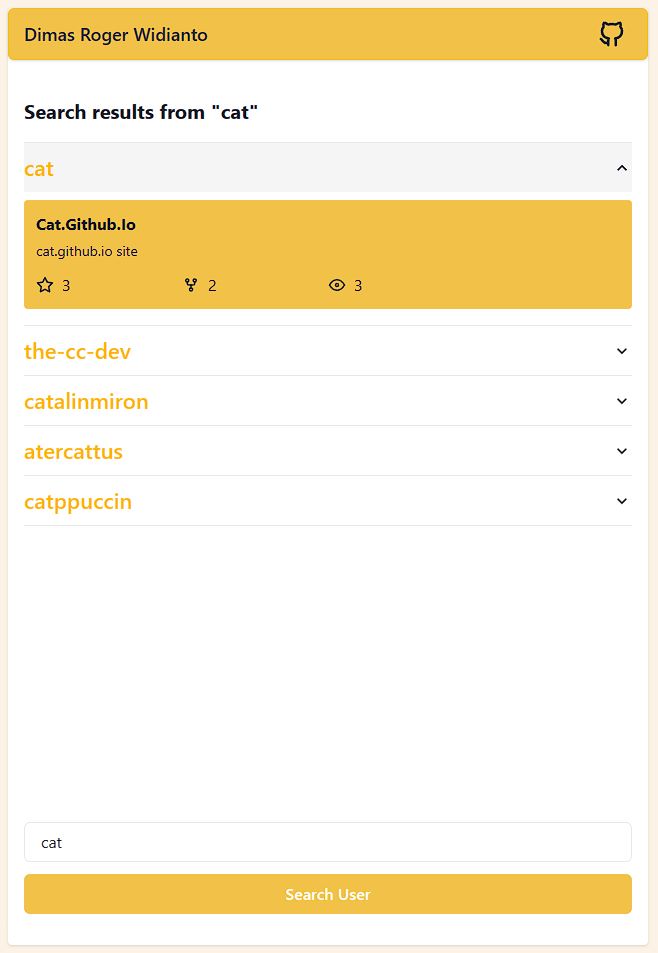 Dimas Roger Widianto
Search results from "cat"
cat
Cat.Github.Io
cat.github.io site
3 2 3
the-cc-dev
catalinmiron
atercattus
catppuccin
cat
Search User